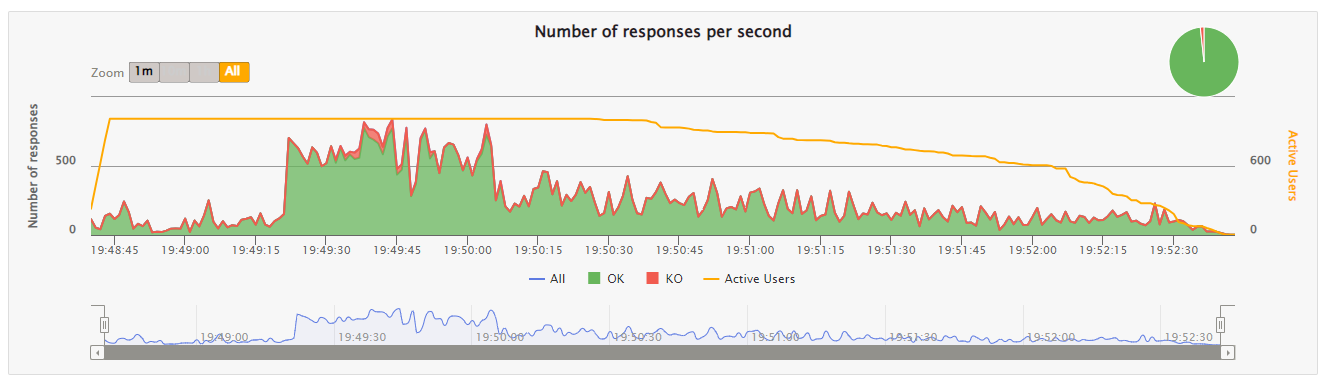 Number of responses per second
Zoom 1m All
Number of responses
500
0
Active Users
600
0
19:48:45 19:49:00 19:49:15 19:49:30 19:49:45 19:50:00 19:50:15 19:50:30 19:50:45 19:51:00 19:51:15 19:51:30 19:51:45 19:52:00 19:52:15 19:52:30
All OK KO Active Users
19:49:00 19:49:30 19:50:00 19:50:30 19:51:00 19:51:30 19:52:00 19:52:30